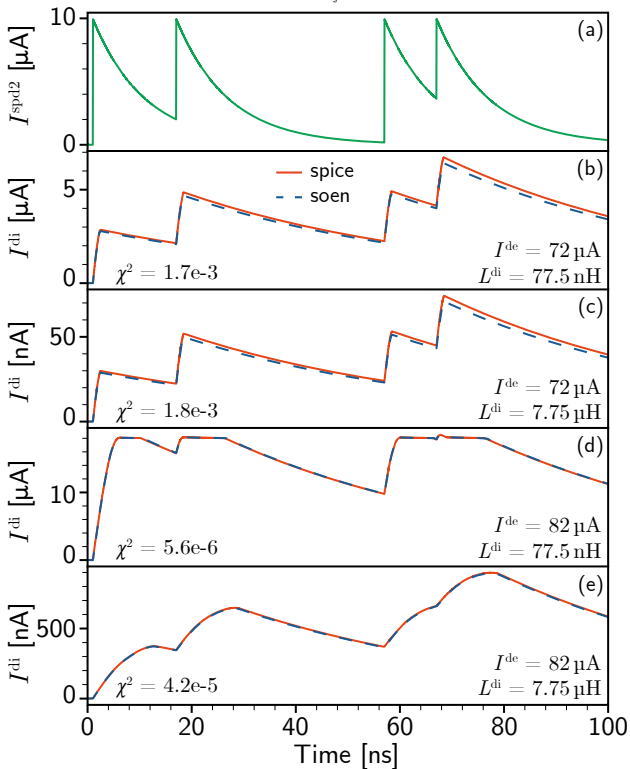 10
0
I^spd2 [µA]
(a)
5
0
I^di [µA]
(b)
spice
soen
χ² = 1.7e-3
I^de = 72 µA
L^di = 77.5 nH
50
0
I^di [nA]
(c)
χ² = 1.8e-3
I^de = 72 µA
L^di = 7.75 µH
10
0
I^di [µA]
(d)
χ² = 5.6e-6
I^de = 82 µA
L^di = 77.5 nH
500
0
I^di [nA]
(e)
χ² = 4.2e-5
I^de = 82 µA
L^di = 7.75 µH
0 20 40 60 80 100
Time [ns]